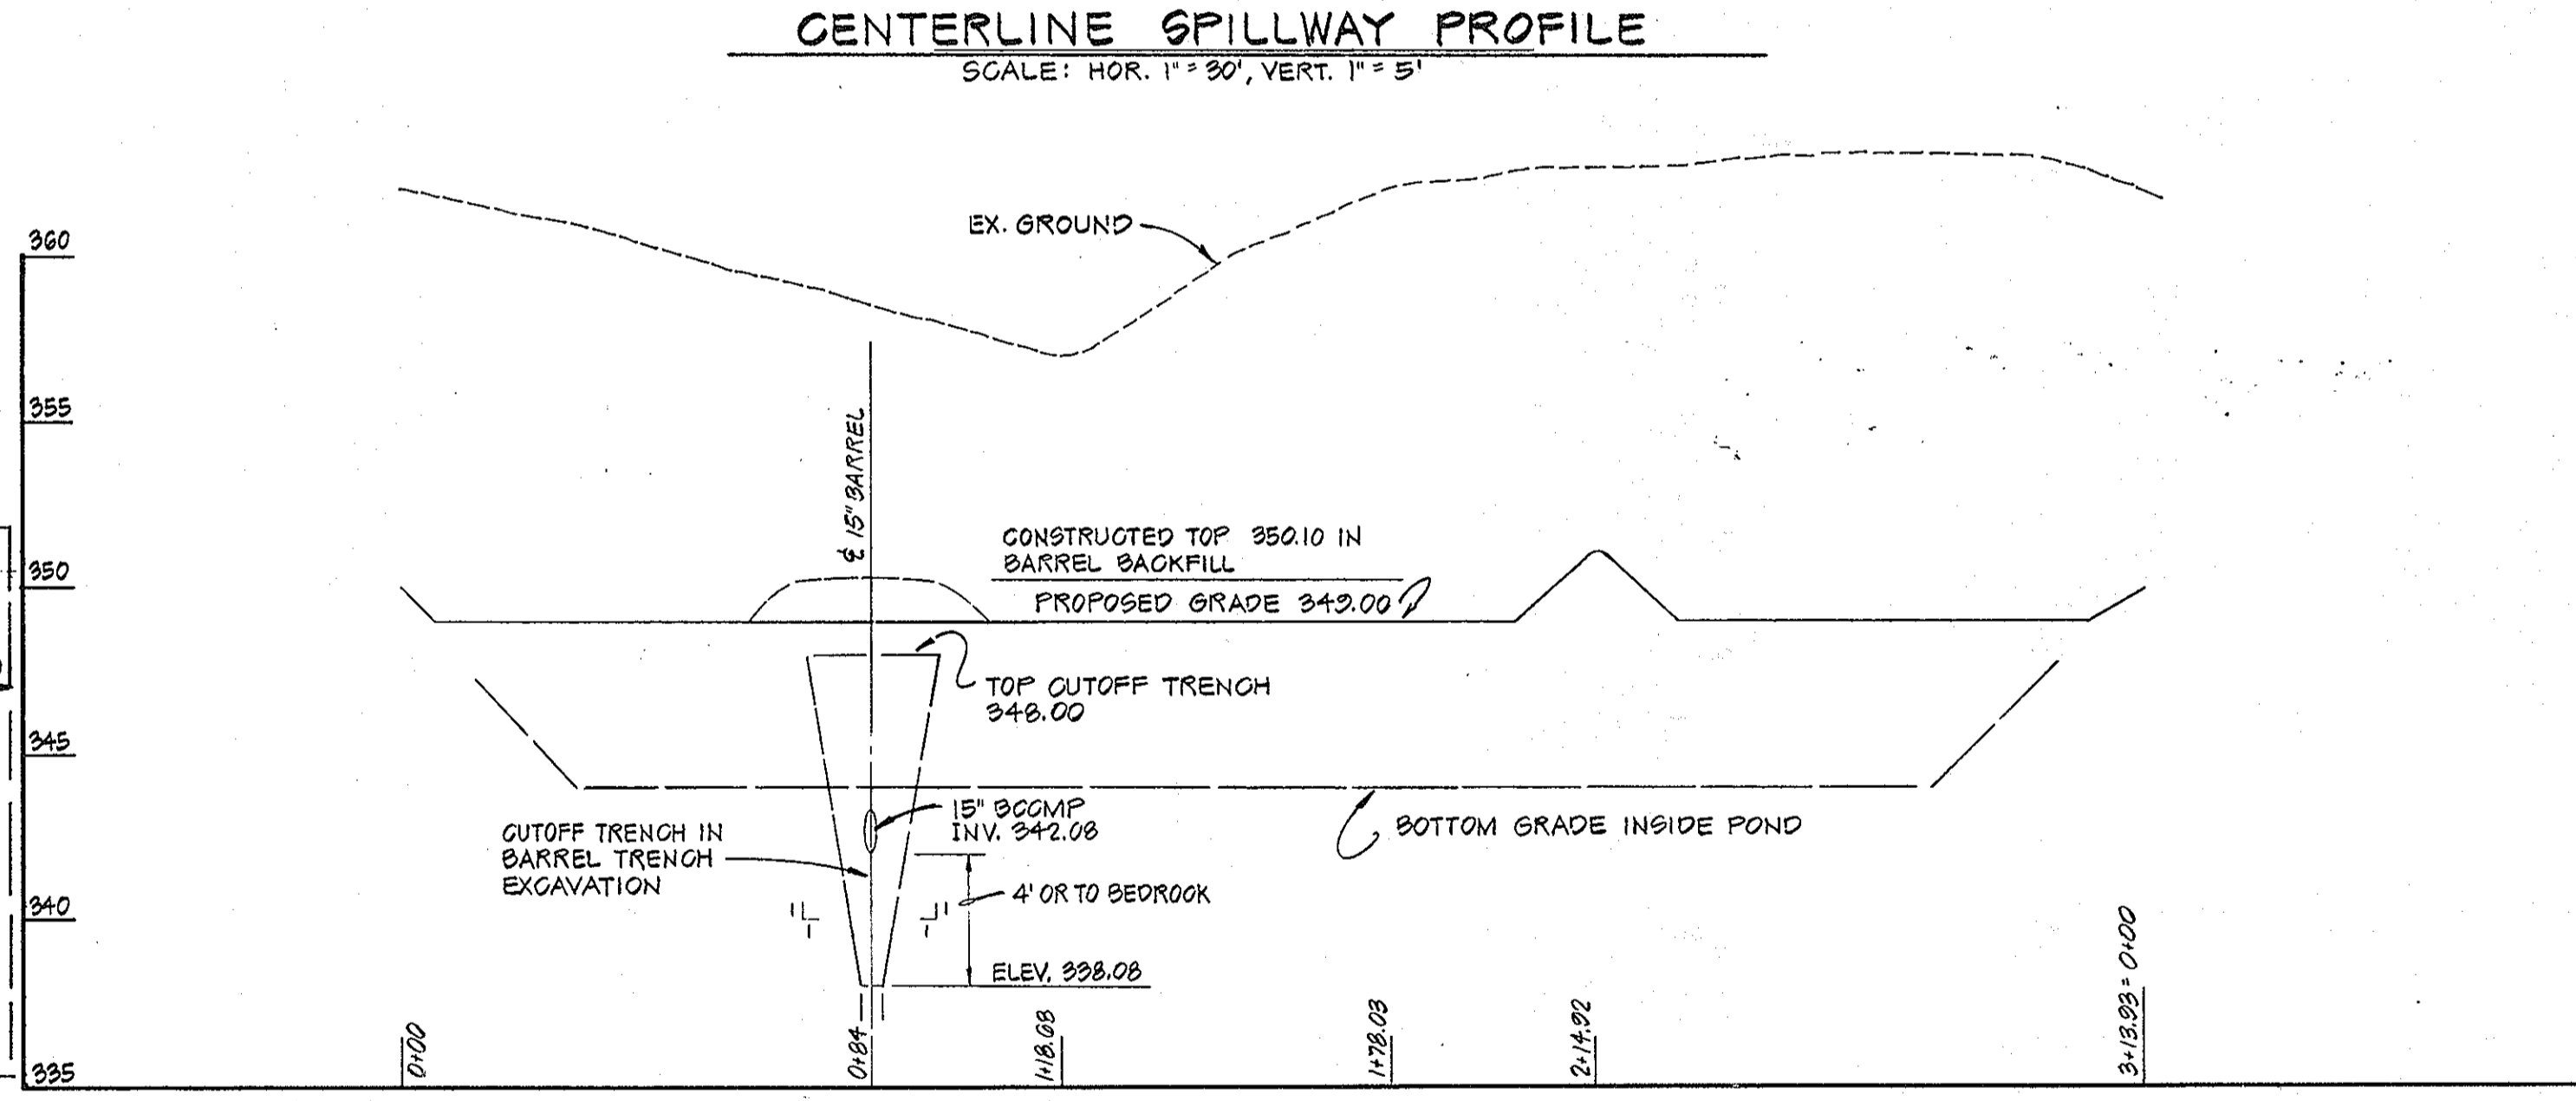 CENTERLINE SPILLWAY PROFILE
SCALE: HOR. 1" = 30', VERT. 1" = 5'
EX. GROUND
360
355
℄ 15" BARREL
CONSTRUCTED TOP 350.10 IN
BARREL BACKFILL
350
PROPOSED GRADE 349.00
TOP CUTOFF TRENCH
348.00
345
15" BCCMP
INV. 342.08
CUTOFF TRENCH IN
BARREL TRENCH
EXCAVATION
BOTTOM GRADE INSIDE POND
4' OR TO BEDROCK
340
1 1
ELEV. 338.08
335
0+00
0+84
1+18.68
1+78.03
2+14.92
3+13.93 = 0+00